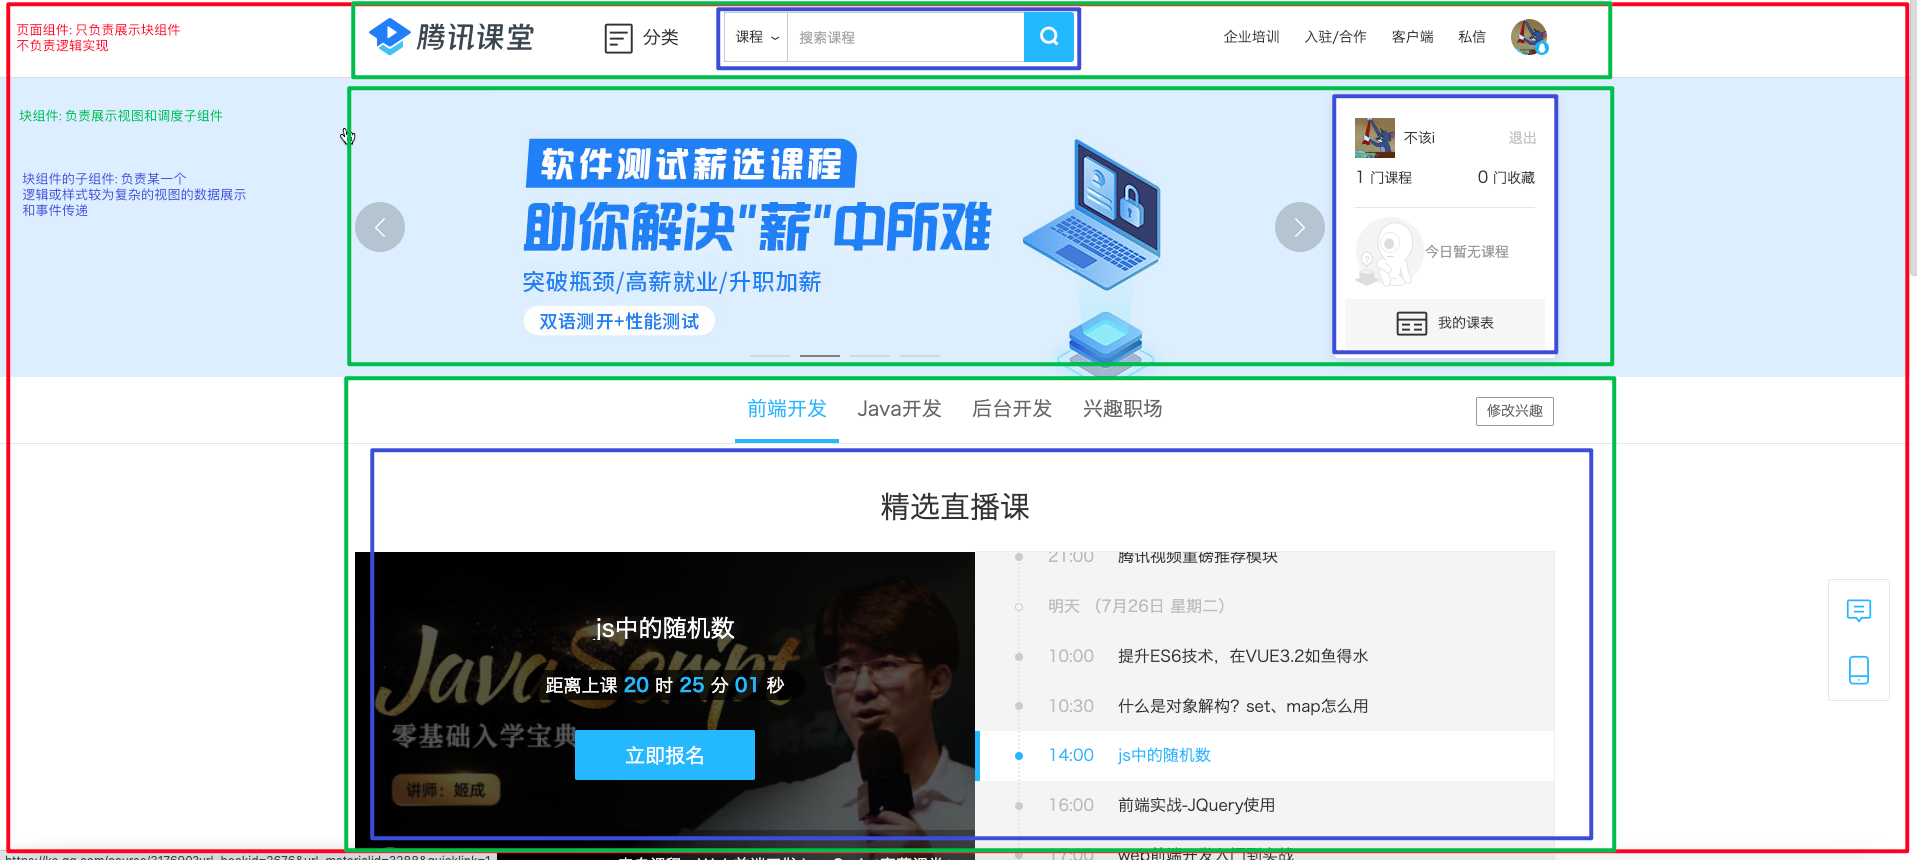 页面组件: 只负责展示块组件
不负责逻辑实现
腾讯课堂
分类
课程
搜索课程
企业培训
入驻/合作
客户端
私信
块组件: 负责展示视图和调度子组件
块组件的子组件: 负责某一个
逻辑或样式较为复杂的视图的数据展示
和事件传递
软件测试薪选课程
助你解决"薪"中所难
突破瓶颈/高薪就业/升职加薪
双语测开+性能测试
不该i
退出
1 门课程
0 门收藏
今日暂无课程
我的课表
前端开发
Java开发
后台开发
兴趣职场
修改兴趣
精选直播课
JavaScript
零基础入学宝典
讲师：姬成
js中的随机数
距离上课 20 时 25 分 01 秒
立即报名
21:00 腾讯视频重磅推荐模块
明天 （7月26日 星期二）
10:00 提升ES6技术，在VUE3.2如鱼得水
10:30 什么是对象解构？set、map怎么用
14:00 js中的随机数
16:00 前端实战-JQuery使用
17:00 web前端开发入门到实战